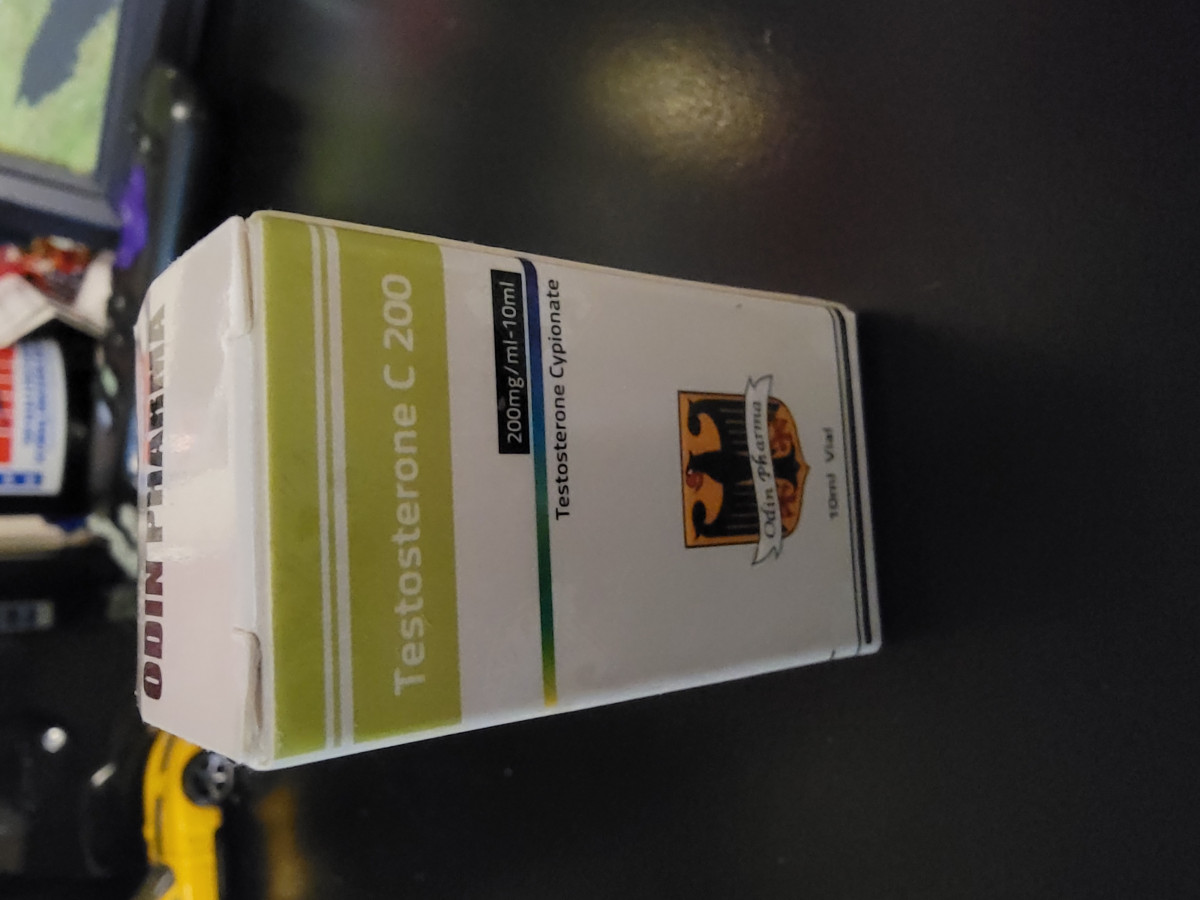 ODIN PHARMA
Testosterone C 200
200mg/ml-10ml
Testosterone Cypionate
Odin Pharma
10ml Vial